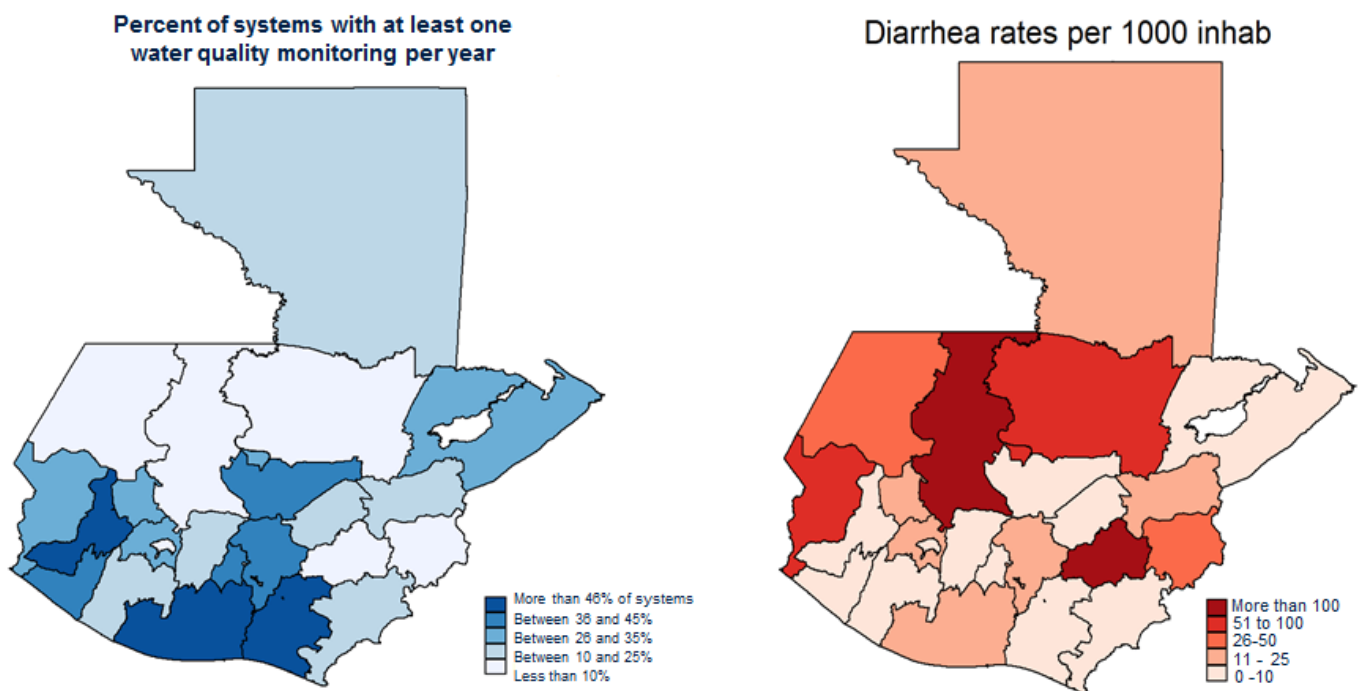 Percent of systems with at least one
water quality monitoring per year
Diarrhea rates per 1000 inhab
More than 46% of systems
Between 36 and 45%
Between 26 and 35%
Between 10 and 25%
Less than 10%
More than 100
51 to 100
26-50
11 - 25
0 -10